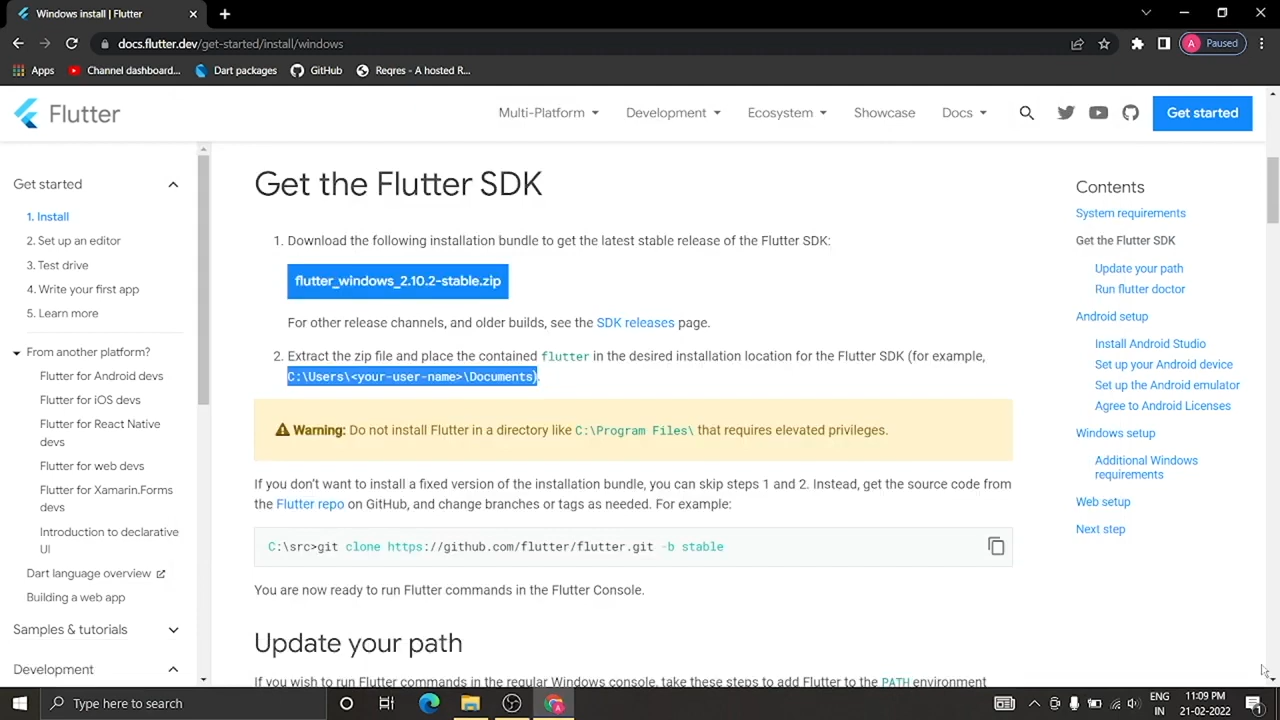 Windows install | Flutter
docs.flutter.dev/get-started/install/windows
A Paused
Apps
Channel dashboard...
Dart packages
GitHub
Reqres - A hosted R...
Flutter
Multi-Platform
Development
Ecosystem
Showcase
Docs
Get started
Get started
1. Install
2. Set up an editor
3. Test drive
4. Write your first app
5. Learn more
From another platform?
Flutter for Android devs
Flutter for iOS devs
Flutter for React Native
devs
Flutter for web devs
Flutter for Xamarin.Forms
devs
Introduction to declarative
UI
Dart language overview
Building a web app
Samples & tutorials
Development
Get the Flutter SDK
1. Download the following installation bundle to get the latest stable release of the Flutter SDK:
flutter_windows_2.10.2-stable.zip
For other release channels, and older builds, see the SDK releases page.
2. Extract the zip file and place the contained flutter in the desired installation location for the Flutter SDK (for example,
C:\Users\<your-user-name>\Documents).
Warning: Do not install Flutter in a directory like C:\Program Files\ that requires elevated privileges.
If you don't want to install a fixed version of the installation bundle, you can skip steps 1 and 2. Instead, get the source code from
the Flutter repo on GitHub, and change branches or tags as needed. For example:
C:\src>git clone https://github.com/flutter/flutter.git -b stable
You are now ready to run Flutter commands in the Flutter Console.
Update your path
If you wish to run Flutter commands in the regular Windows console, take these steps to add Flutter to the PATH environment
Contents
System requirements
Get the Flutter SDK
Update your path
Run flutter doctor
Android setup
Install Android Studio
Set up your Android device
Set up the Android emulator
Agree to Android Licenses
Windows setup
Additional Windows
requirements
Web setup
Next step
Type here to search
ENG
IN
11:09 PM
21-02-2022
1